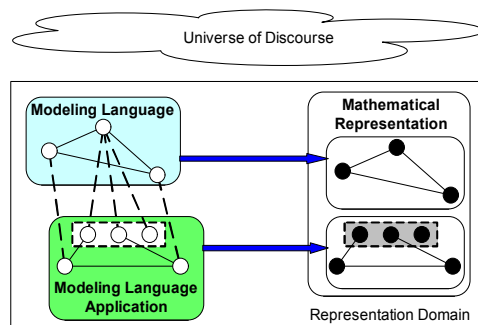 Universe of Discourse
Modeling Language
Mathematical
Representation
Modeling Language
Application
Representation Domain